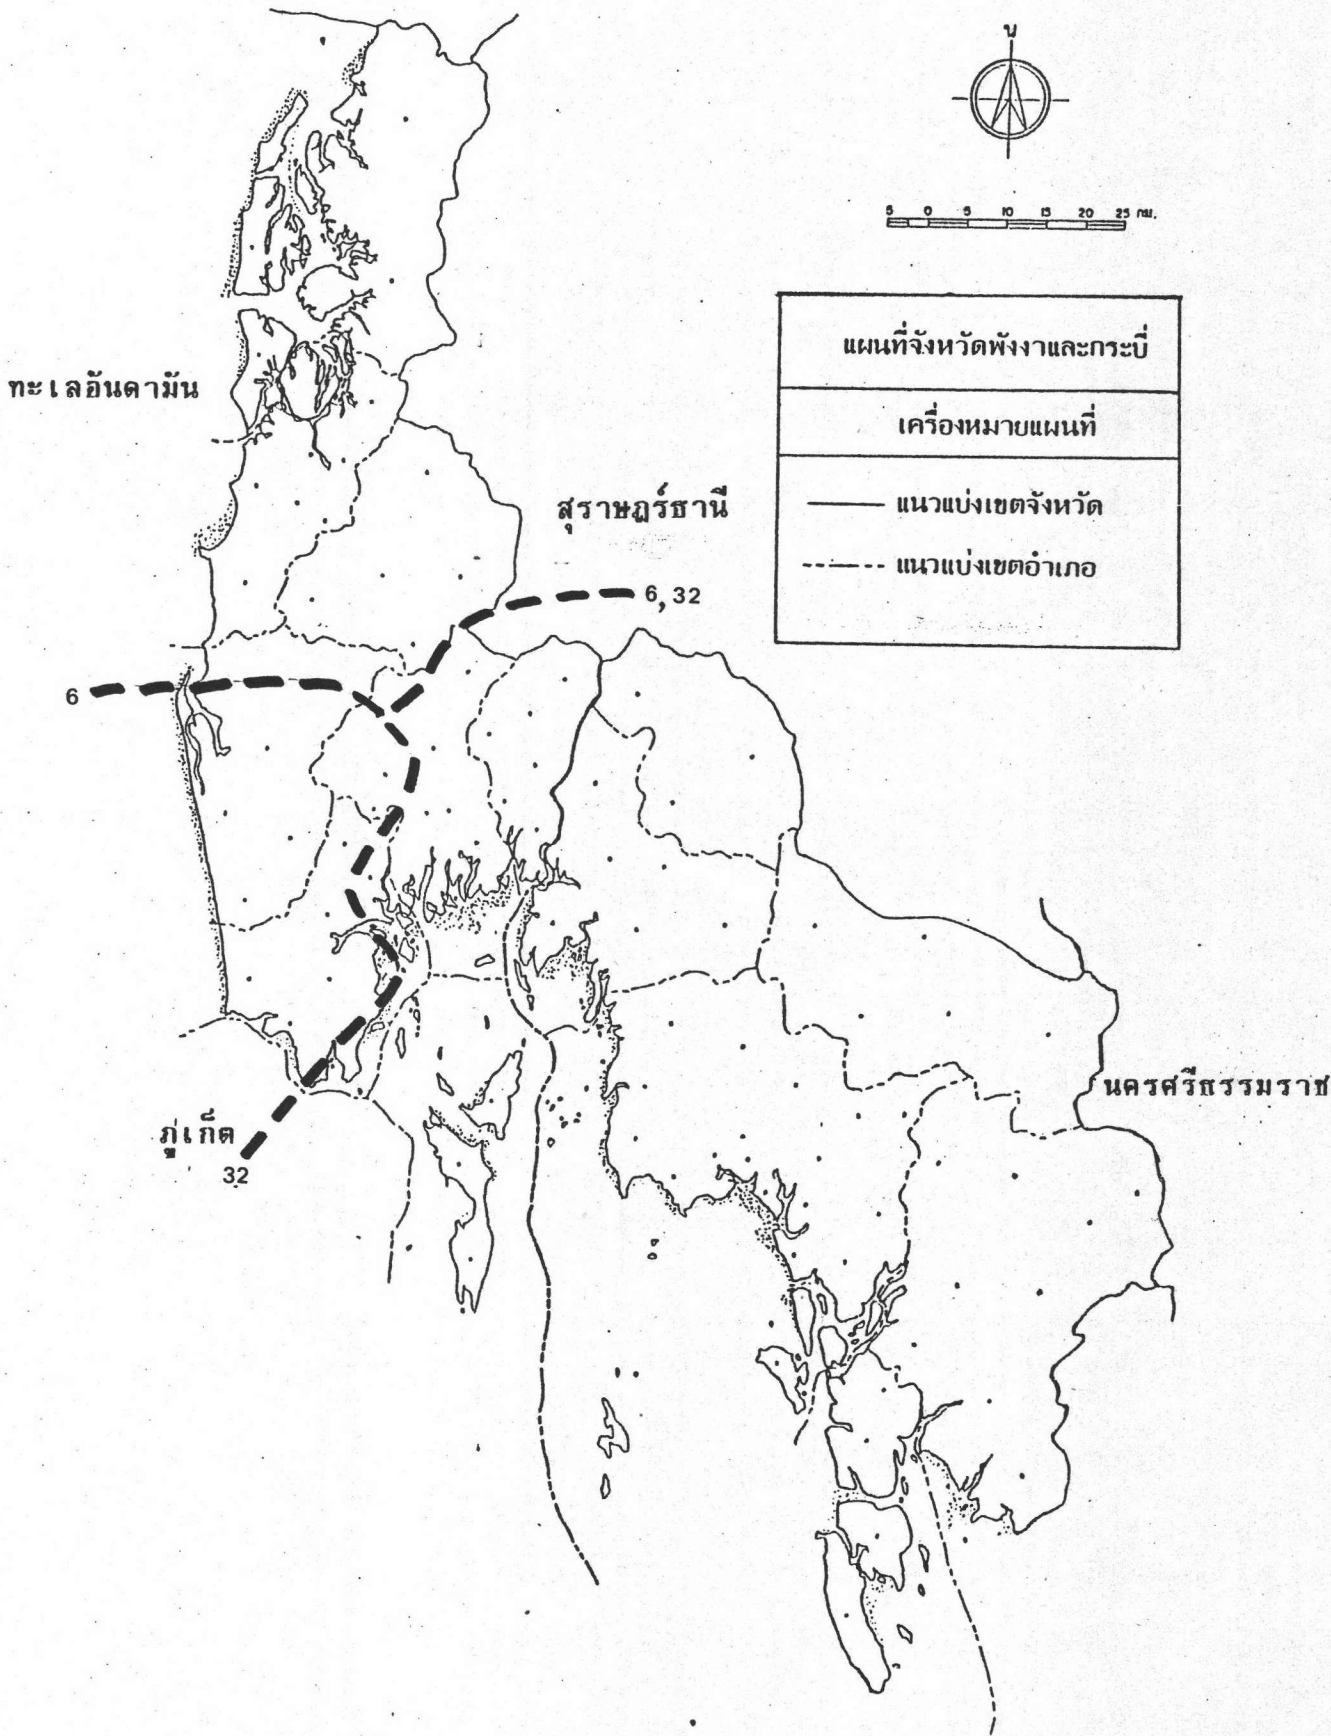 น
5 0 5 10 15 20 25 กม.
แผนที่จังหวัดพังงาและกระบี่
ทะเลอันดามัน
เครื่องหมายแผนที่
สุราษฎร์ธานี
แนวแบ่งเขตจังหวัด
แนวแบ่งเขตอำเภอ
6, 32
6
นครศรีธรรมราช
ภูเก็ต
32